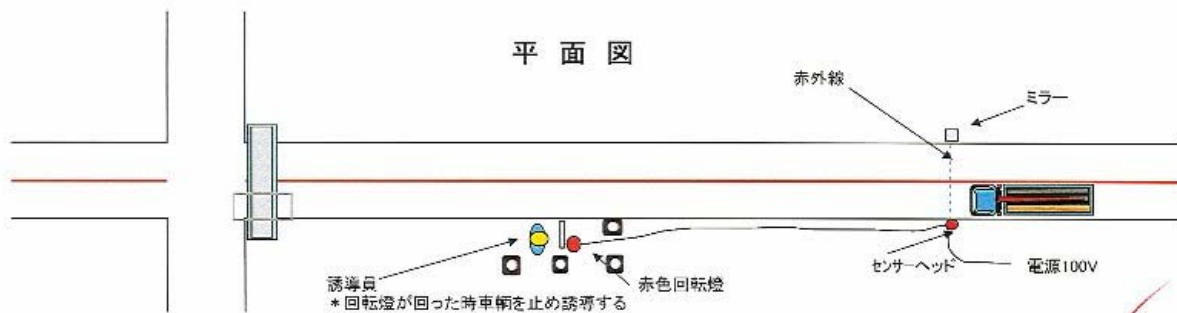 平面図
赤外線
ミラー
誘導員
＊回転燈が回った時車輌を止め誘導する
赤色回転燈
センサーヘッド
電源100V